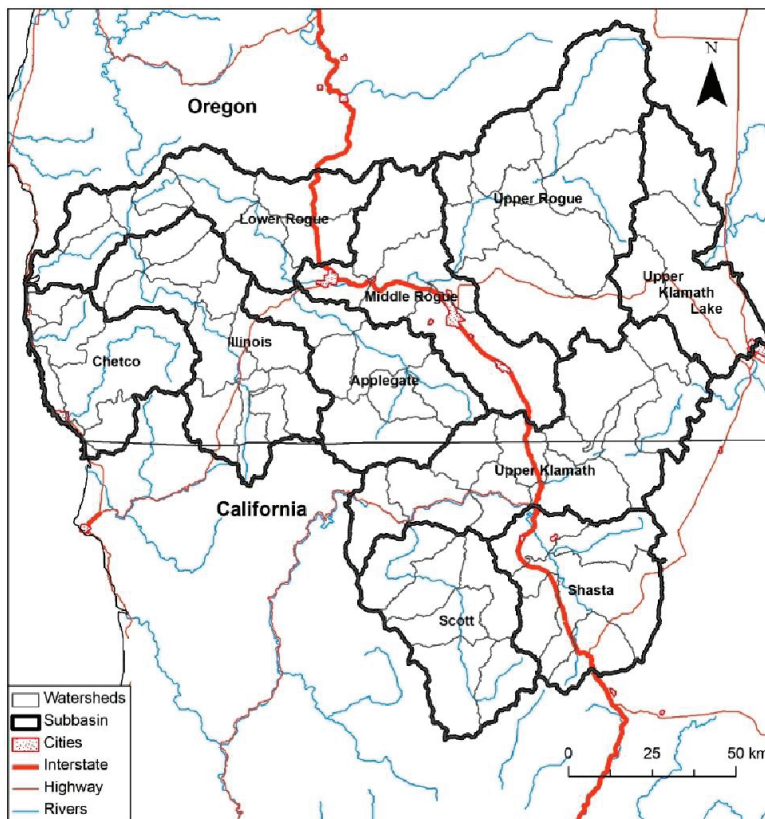 N
Oregon
Upper Rogue
Lower Rogue
Upper
Klamath
Lake
Middle Rogue
Illinois
Chetco
Applegate
Upper Klamath
California
Shasta
Scott
Watersheds
Subbasin
Cities
Interstate
Highway
Rivers
0 25 50 km